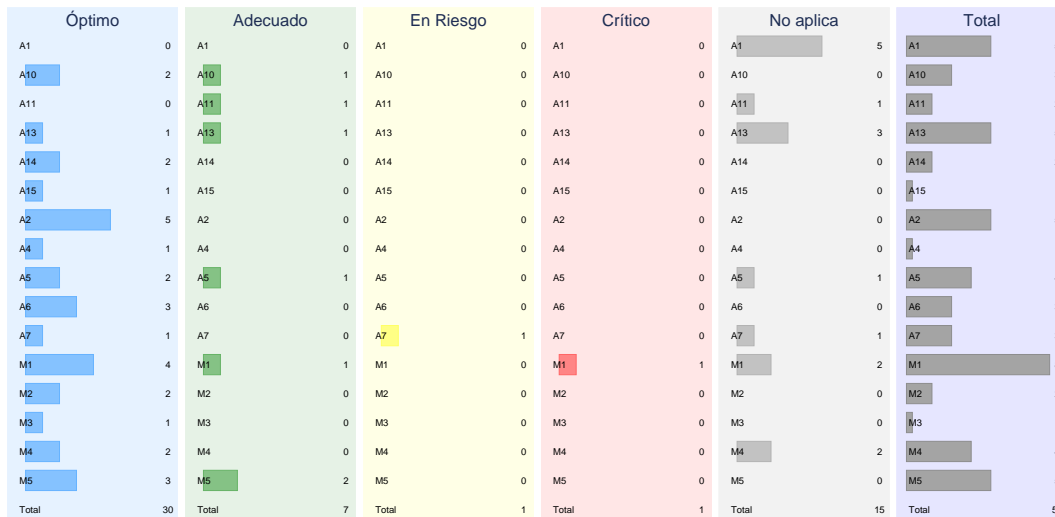 Óptimo Adecuado En Riesgo Crítico No aplica Total
A1 0 A1 0 A1 0 A1 0 A1 5 A1
A10 2 A10 1 A10 0 A10 0 A10 0 A10
A11 0 A11 1 A11 0 A11 0 A11 1 A11
A13 1 A13 1 A13 0 A13 0 A13 3 A13
A14 2 A14 0 A14 0 A14 0 A14 0 A14
A15 1 A15 0 A15 0 A15 0 A15 0 A15
A2 5 A2 0 A2 0 A2 0 A2 0 A2
A4 1 A4 0 A4 0 A4 0 A4 0 A4
A5 2 A5 1 A5 0 A5 0 A5 1 A5
A6 3 A6 0 A6 0 A6 0 A6 0 A6
A7 1 A7 0 A7 1 A7 0 A7 1 A7
M1 4 M1 1 M1 0 M1 1 M1 2 M1
M2 2 M2 0 M2 0 M2 0 M2 0 M2
M3 1 M3 0 M3 0 M3 0 M3 0 M3
M4 2 M4 0 M4 0 M4 0 M4 2 M4
M5 3 M5 2 M5 0 M5 0 M5 0 M5
Total 30 Total 7 Total 1 Total 1 Total 15 Total